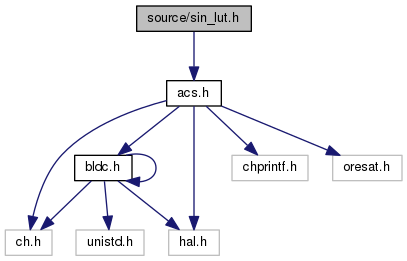 source/sin_lut.h
acs.h
bldc.h
chprintf.h
oresat.h
ch.h
unistd.h
hal.h